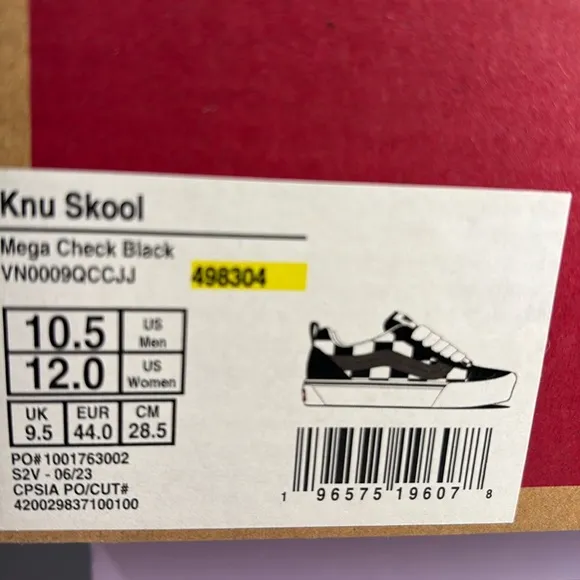 Knu Skool
Mega Check Black
VN0009QCCJJ 498304
10.5 US Men
12.0 US Women
UK 9.5 EUR 44.0 CM 28.5
PO# 1001763002
S2V - 06/23
CPSIA PO/CUT#
420029837100100
1 96575 19607 8